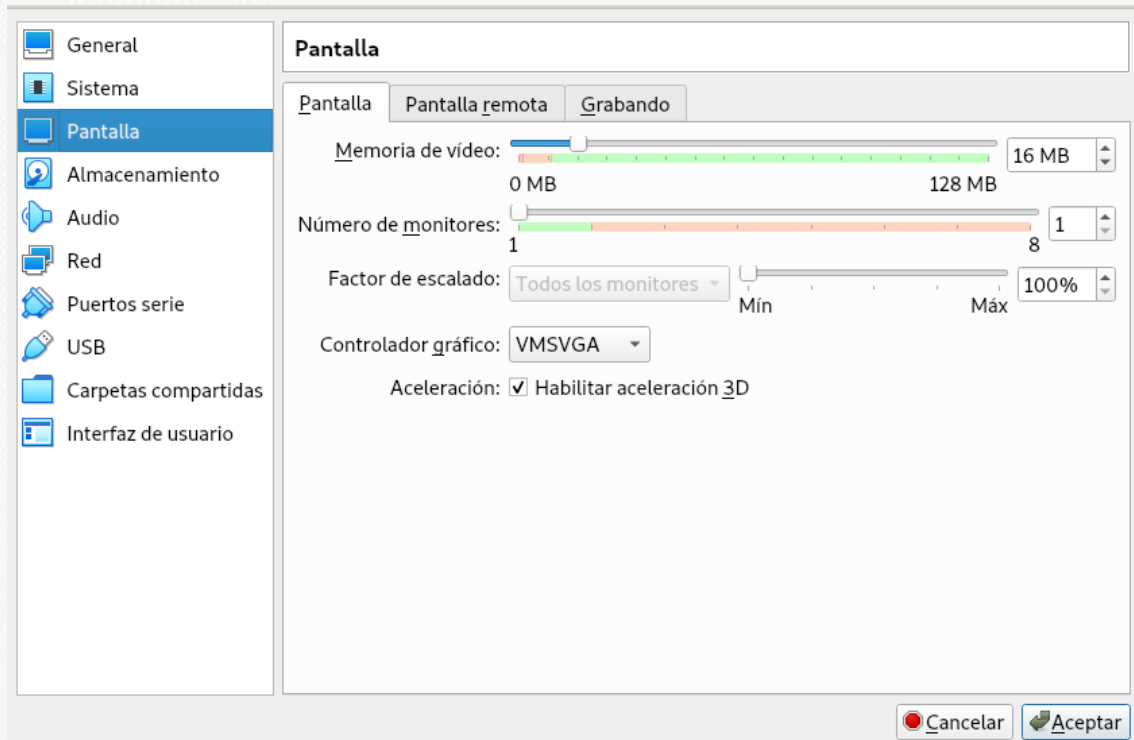 General
Sistema
Pantalla
Almacenamiento
Audio
Red
Puertos serie
USB
Carpetas compartidas
Interfaz de usuario
Pantalla
Pantalla Pantalla remota Grabando
Memoria de vídeo: 16 MB
0 MB 128 MB
Número de monitores: 1
1 8
Factor de escalado: Todos los monitores 100%
Mín Máx
Controlador gráfico: VMSVGA
Aceleración: Habilitar aceleración 3D
Cancelar Aceptar